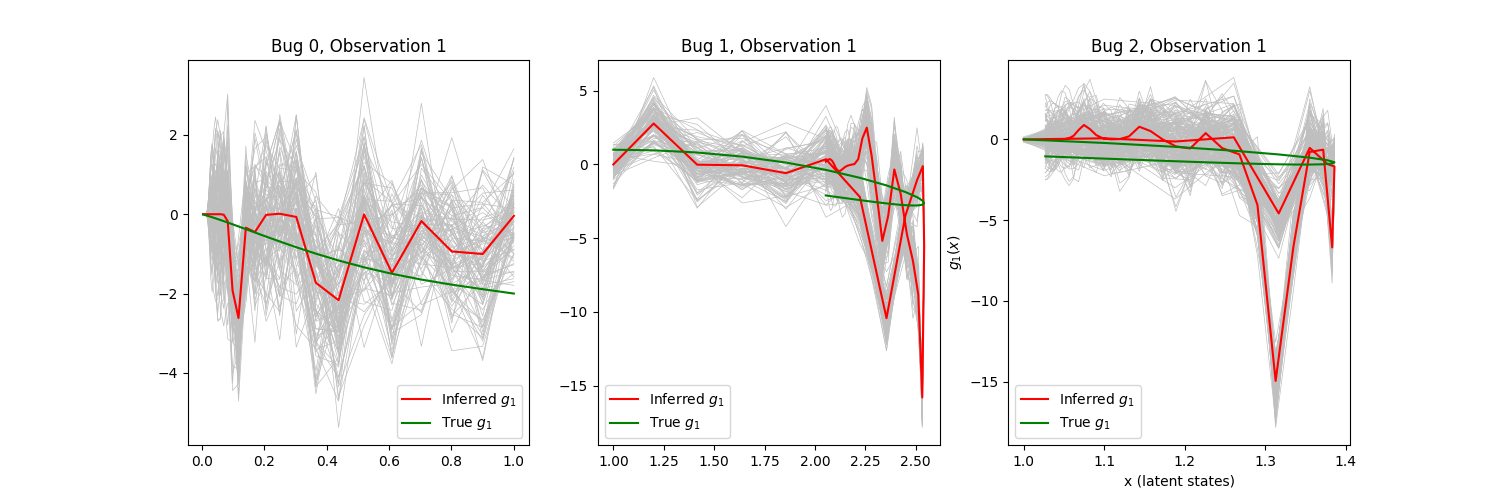 Bug 0, Observation 1
2
0
−2
−4
0.0 0.2 0.4 0.6 0.8 1.0
Inferred g₁
True g₁
Bug 1, Observation 1
5
0
−5
−10
−15
1.00 1.25 1.50 1.75 2.00 2.25 2.50
Inferred g₁
True g₁
Bug 2, Observation 1
g₁(x)
0
−5
−10
−15
1.0 1.1 1.2 1.3 1.4
x (latent states)
Inferred g₁
True g₁